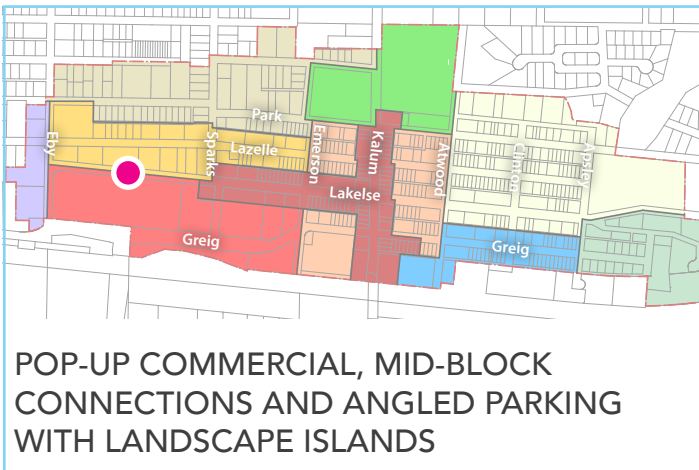 Park
Eby
Sparks
Lazelle
Emerson
Kalum
Atwood
Clinton
Apsley
Lakelse
Greig
Greig
POP-UP COMMERCIAL, MID-BLOCK
CONNECTIONS AND ANGLED PARKING
WITH LANDSCAPE ISLANDS